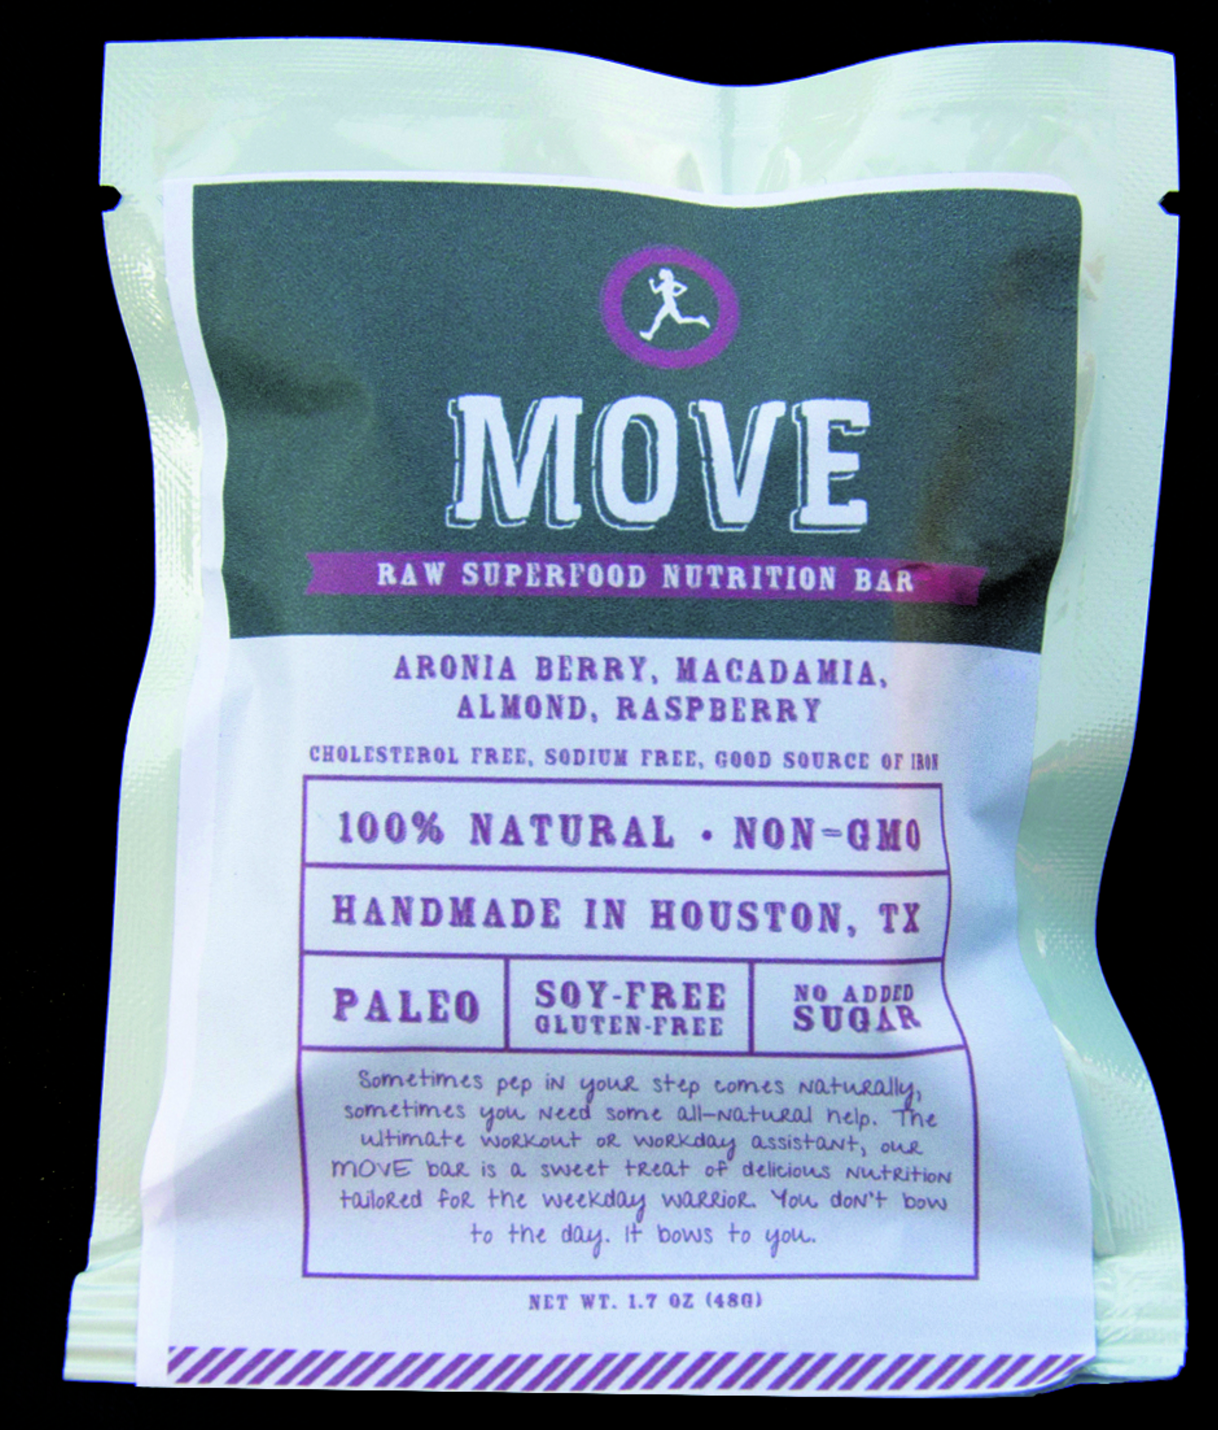 MOVE
RAW SUPERFOOD NUTRITION BAR
ARONIA BERRY, MACADAMIA,
ALMOND, RASPBERRY
CHOLESTEROL FREE, SODIUM FREE, GOOD SOURCE OF IRON
100% NATURAL • NON-GMO
HANDMADE IN HOUSTON, TX
PALEO
SOY-FREE
GLUTEN-FREE
NO ADDED
SUGAR
Sometimes pep in your step comes naturally,
sometimes you need some all-natural help. The
ultimate workout or workday assistant, our
MOVE bar is a sweet treat of delicious nutrition
tailored for the weekday warrior. You don't bow
to the day. It bows to you.
NET WT. 1.7 OZ (48G)